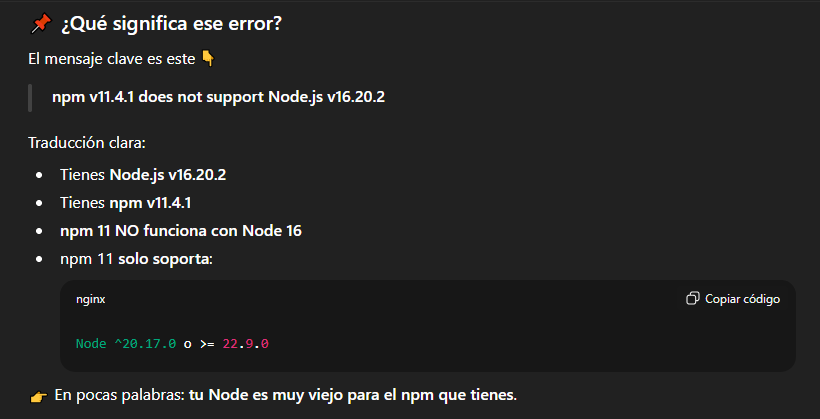 📌 ¿Qué significa ese error?
El mensaje clave es este 👇
npm v11.4.1 does not support Node.js v16.20.2
Traducción clara:
• Tienes Node.js v16.20.2
• Tienes npm v11.4.1
• npm 11 NO funciona con Node 16
• npm 11 solo soporta:
nginx Copiar código
Node ^20.17.0 o >= 22.9.0
👉 En pocas palabras: tu Node es muy viejo para el npm que tienes.